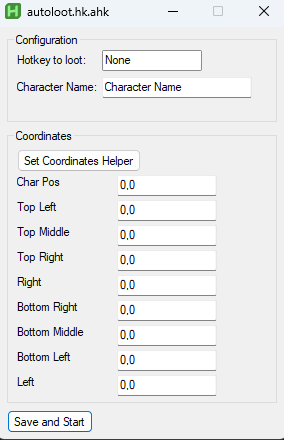 autoloot.hk.ahk
Configuration
Hotkey to loot: None
Character Name: Character Name
Coordinates
Set Coordinates Helper
Char Pos 0,0
Top Left 0,0
Top Middle 0,0
Top Right 0,0
Right 0,0
Bottom Right 0,0
Bottom Middle 0,0
Bottom Left 0,0
Left 0,0
Save and Start